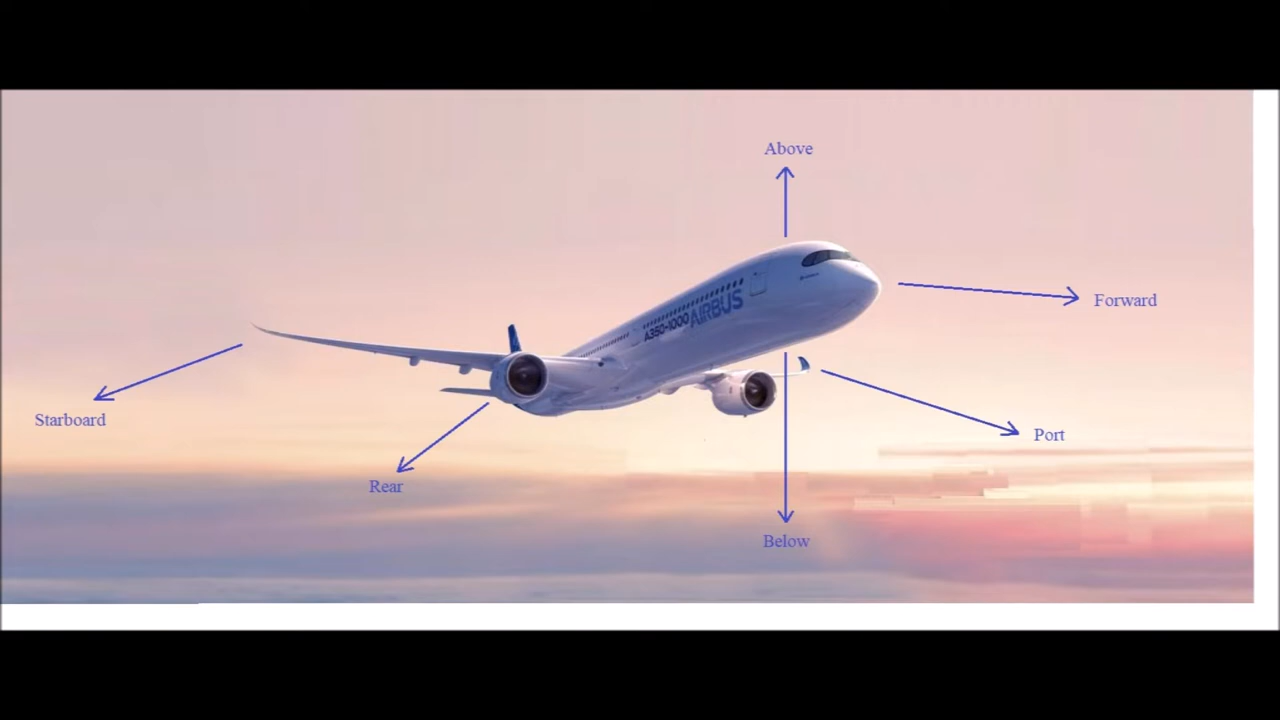 Above
Forward
AIRBUS
A350-1000
Starboard
Port
Rear
Below